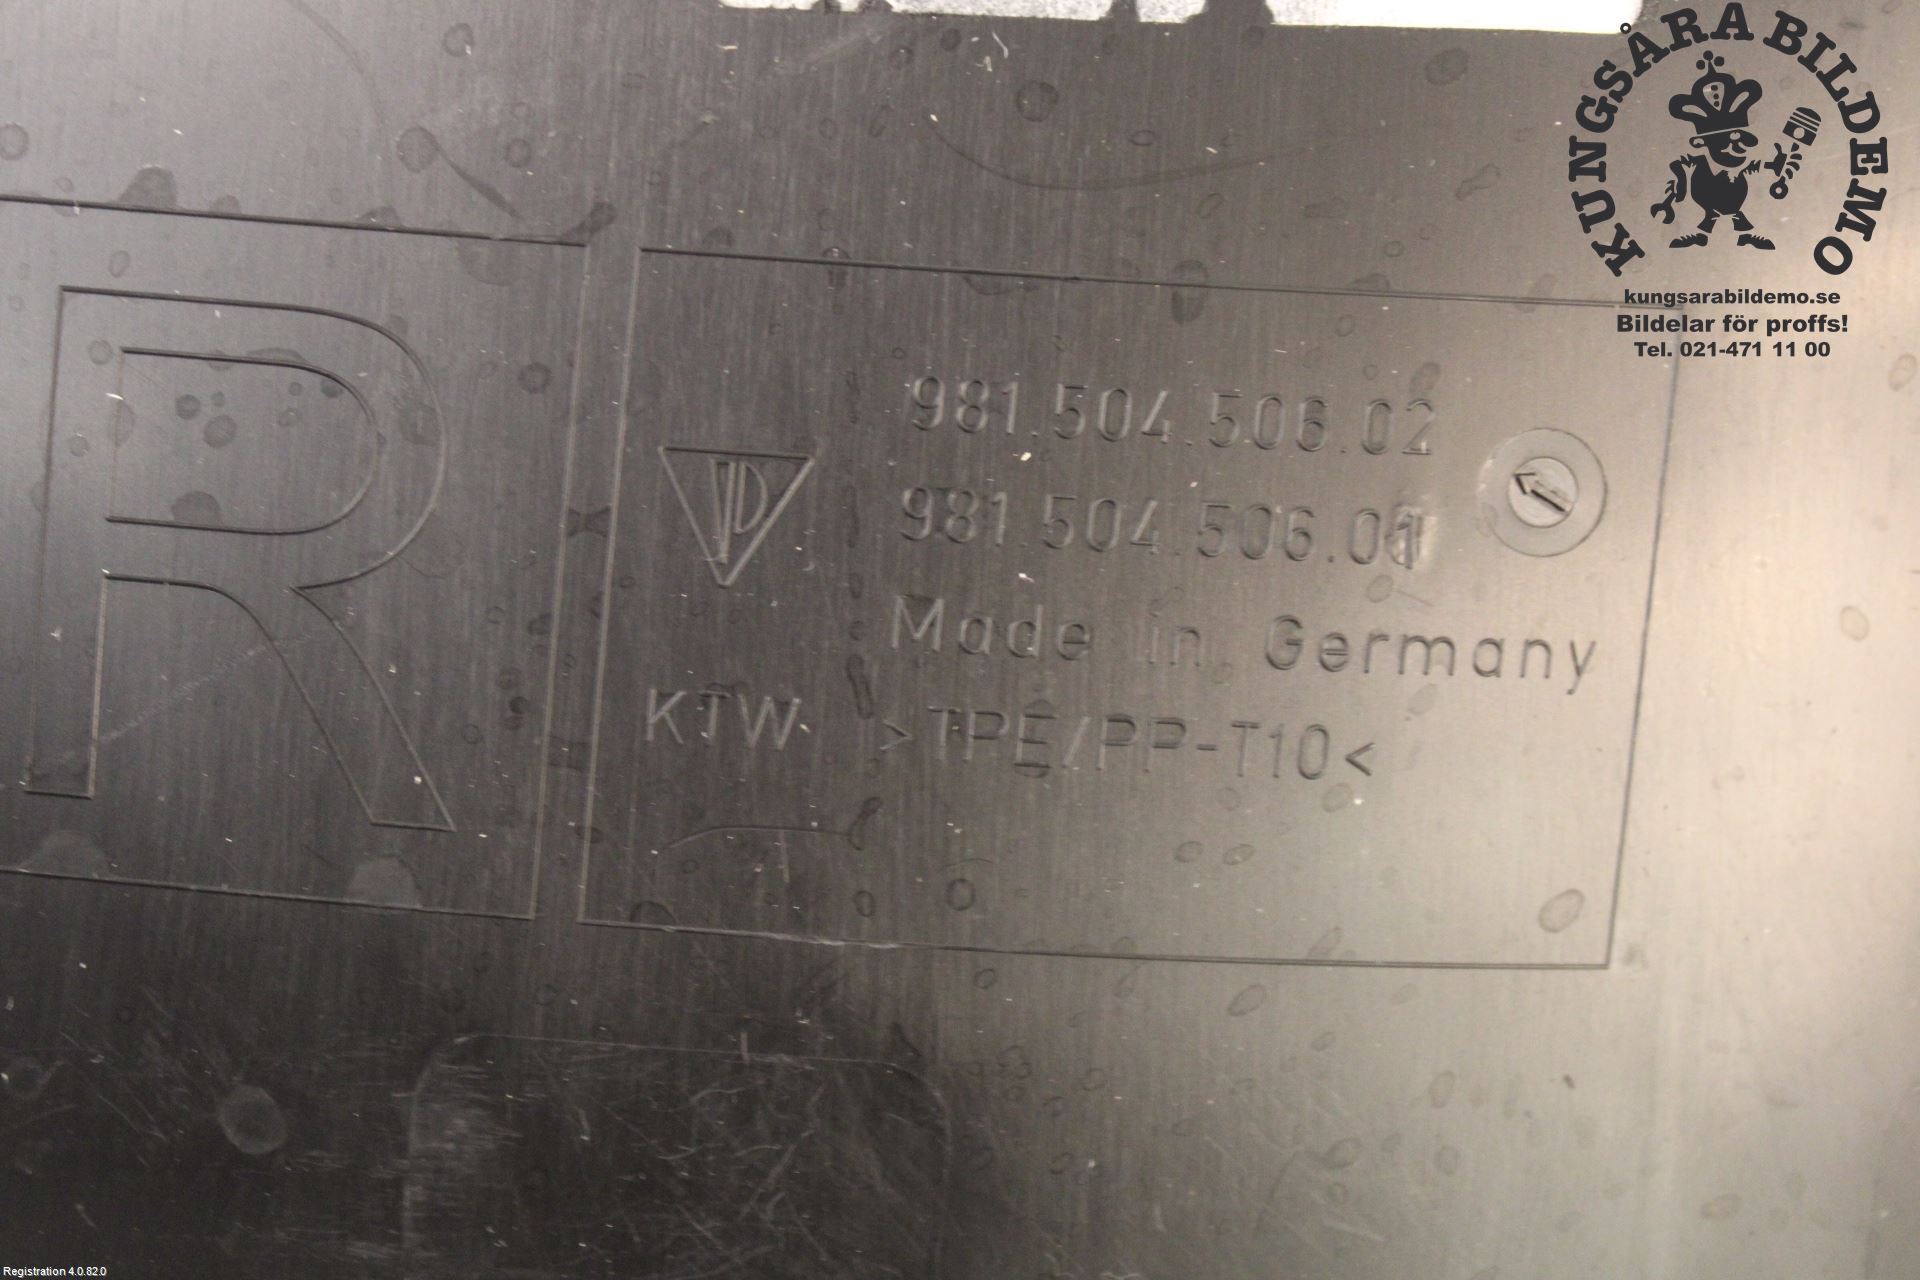 KUNGSÅRA BILDEMO
kungsarabildemo.se
Bildelar för proffs!
Tel. 021-471 11 00
R
981.504.506.02
981.504.506.01
Made in Germany
KTW >TPE/PP-T10<
Registration 4.0.82.0